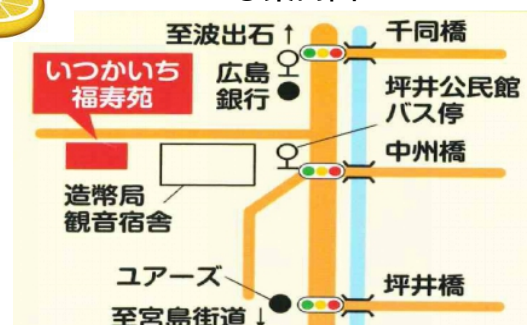 至波出石↑
千同橋
いつかいち
福寿苑
広島
銀行
坪井公民館
バス停
中州橋
造幣局
観音宿舎
ユアーズ
坪井橋
至宮島街道↓